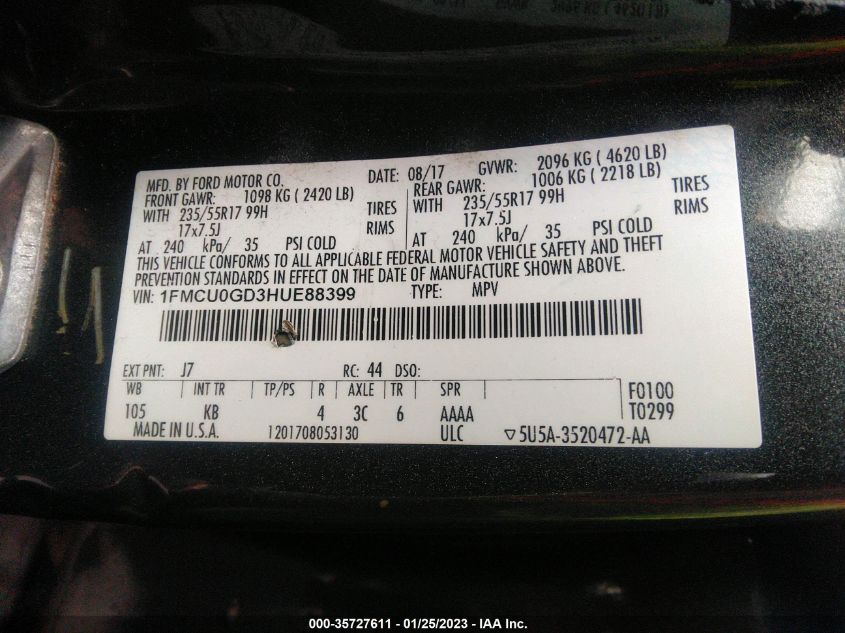 MFD. BY FORD MOTOR CO. DATE: 08/17 GVWR: 2096 KG ( 4620 LB)
FRONT GAWR: 1098 KG ( 2420 LB) REAR GAWR: 1006 KG ( 2218 LB)
WITH 235/55R17 99H TIRES WITH 235/55R17 99H TIRES
17x7.5J RIMS 17x7.5J RIMS
AT 240 kPa/ 35 PSI COLD AT 240 kPa/ 35 PSI COLD
THIS VEHICLE CONFORMS TO ALL APPLICABLE FEDERAL MOTOR VEHICLE SAFETY AND THEFT
PREVENTION STANDARDS IN EFFECT ON THE DATE OF MANUFACTURE SHOWN ABOVE.
VIN: 1FMCU0GD3HUE88399 TYPE: MPV
EXT PNT: J7 RC: 44 DSO:
WB INT TR TP/PS R AXLE TR SPR F0100
105 KB 4 3C 6 AAAA T0299
MADE IN U.S.A. 1201708053130 ULC ▽5U5A-3520472-AA
000-35727611 - 01/25/2023 - IAA Inc.